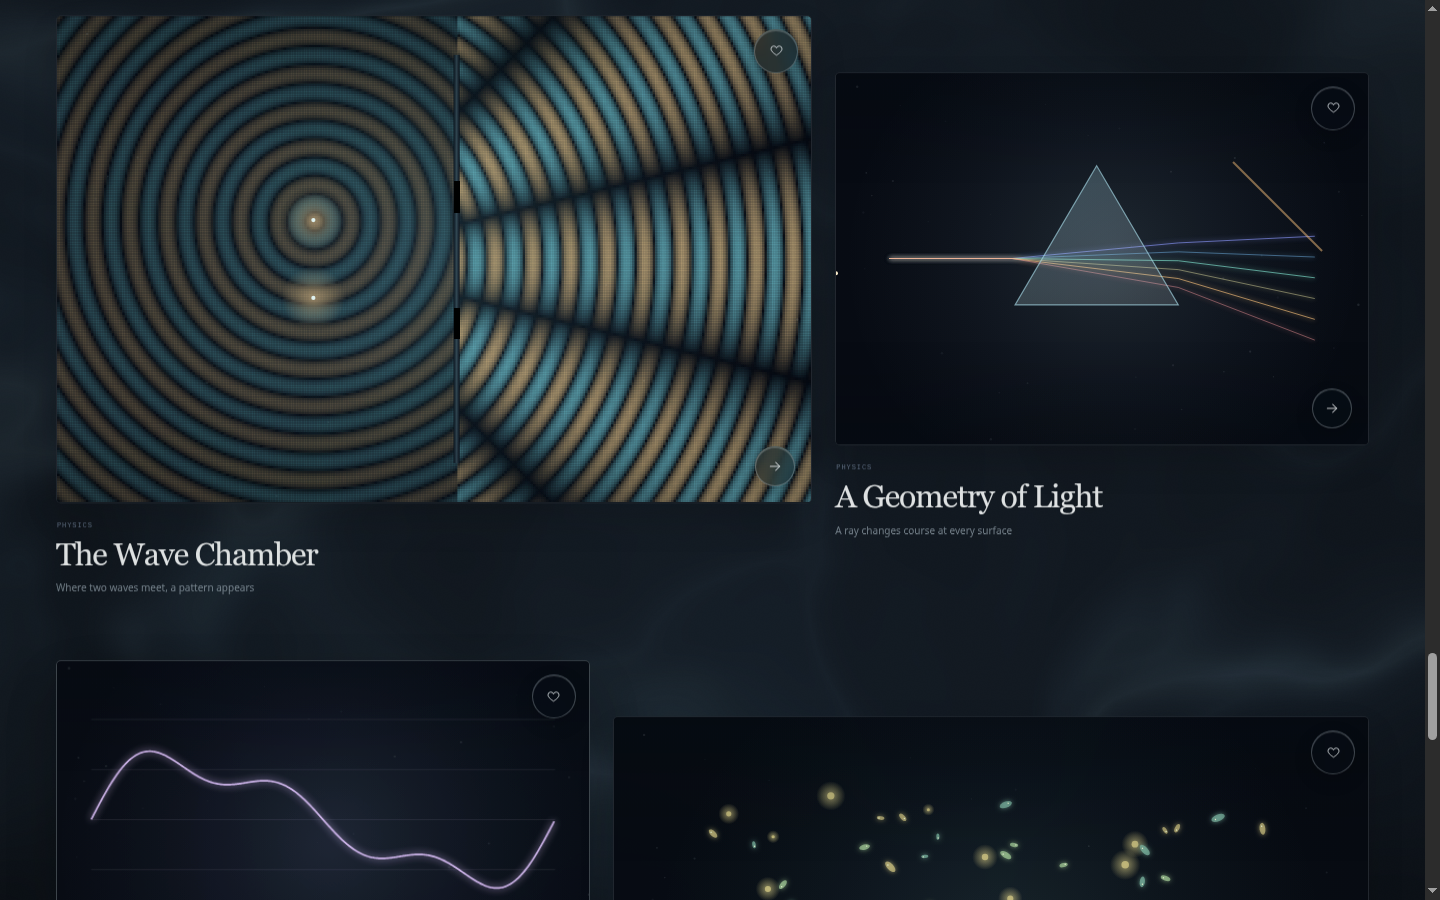 PHYSICS
The Wave Chamber
Where two waves meet, a pattern appears
PHYSICS
A Geometry of Light
A ray changes course at every surface